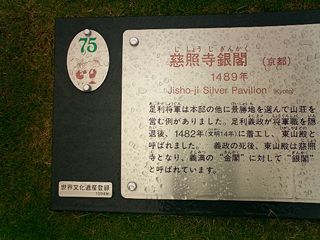 75
じしょうじぎんかく
慈照寺銀閣 (京都)
1489年
Jisho-ji Silver Pavilion (Kyoto)
足利将軍は本邸の他に景勝地を選んで山荘を
営む例がありました。足利義政が将軍職を隠
退後、1482年(文明14年)に着工し、東山殿と
呼ばれました。 義政の死後、東山殿は慈照
寺となり、義満の“金閣”に対して“銀閣”
と呼ばれています。
世界文化遺産登録
1994年